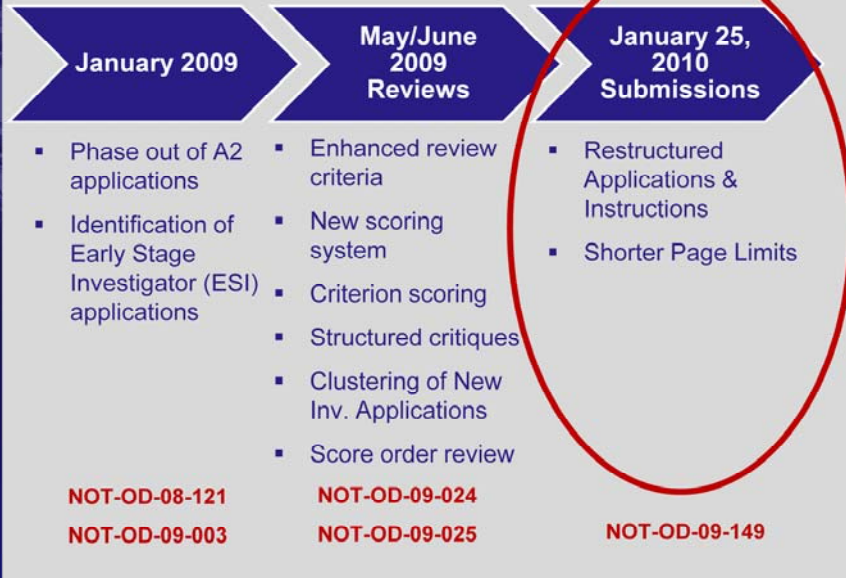 January 2009
▪ Phase out of A2
applications
▪ Identification of
Early Stage
Investigator (ESI)
applications
NOT-OD-08-121
NOT-OD-09-003
May/June
2009
Reviews
▪ Enhanced review
criteria
▪ New scoring
system
▪ Criterion scoring
▪ Structured critiques
▪ Clustering of New
Inv. Applications
▪ Score order review
NOT-OD-09-024
NOT-OD-09-025
January 25,
2010
Submissions
▪ Restructured
Applications &
Instructions
▪ Shorter Page Limits
NOT-OD-09-149